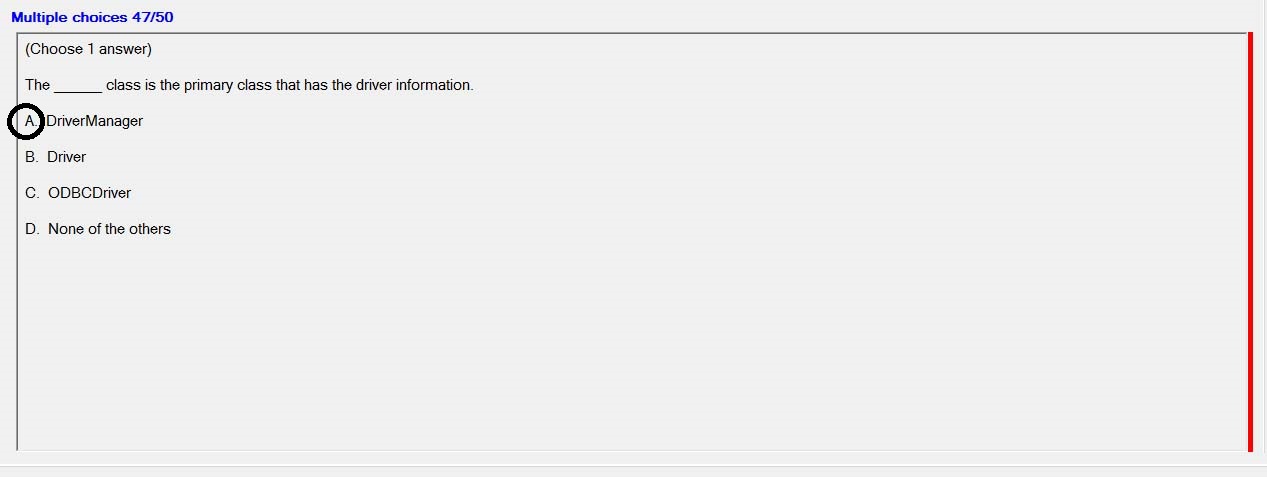 Multiple choices 47/50
(Choose 1 answer)
The ______ class is the primary class that has the driver information.
A. DriverManager
B. Driver
C. ODBCDriver
D. None of the others